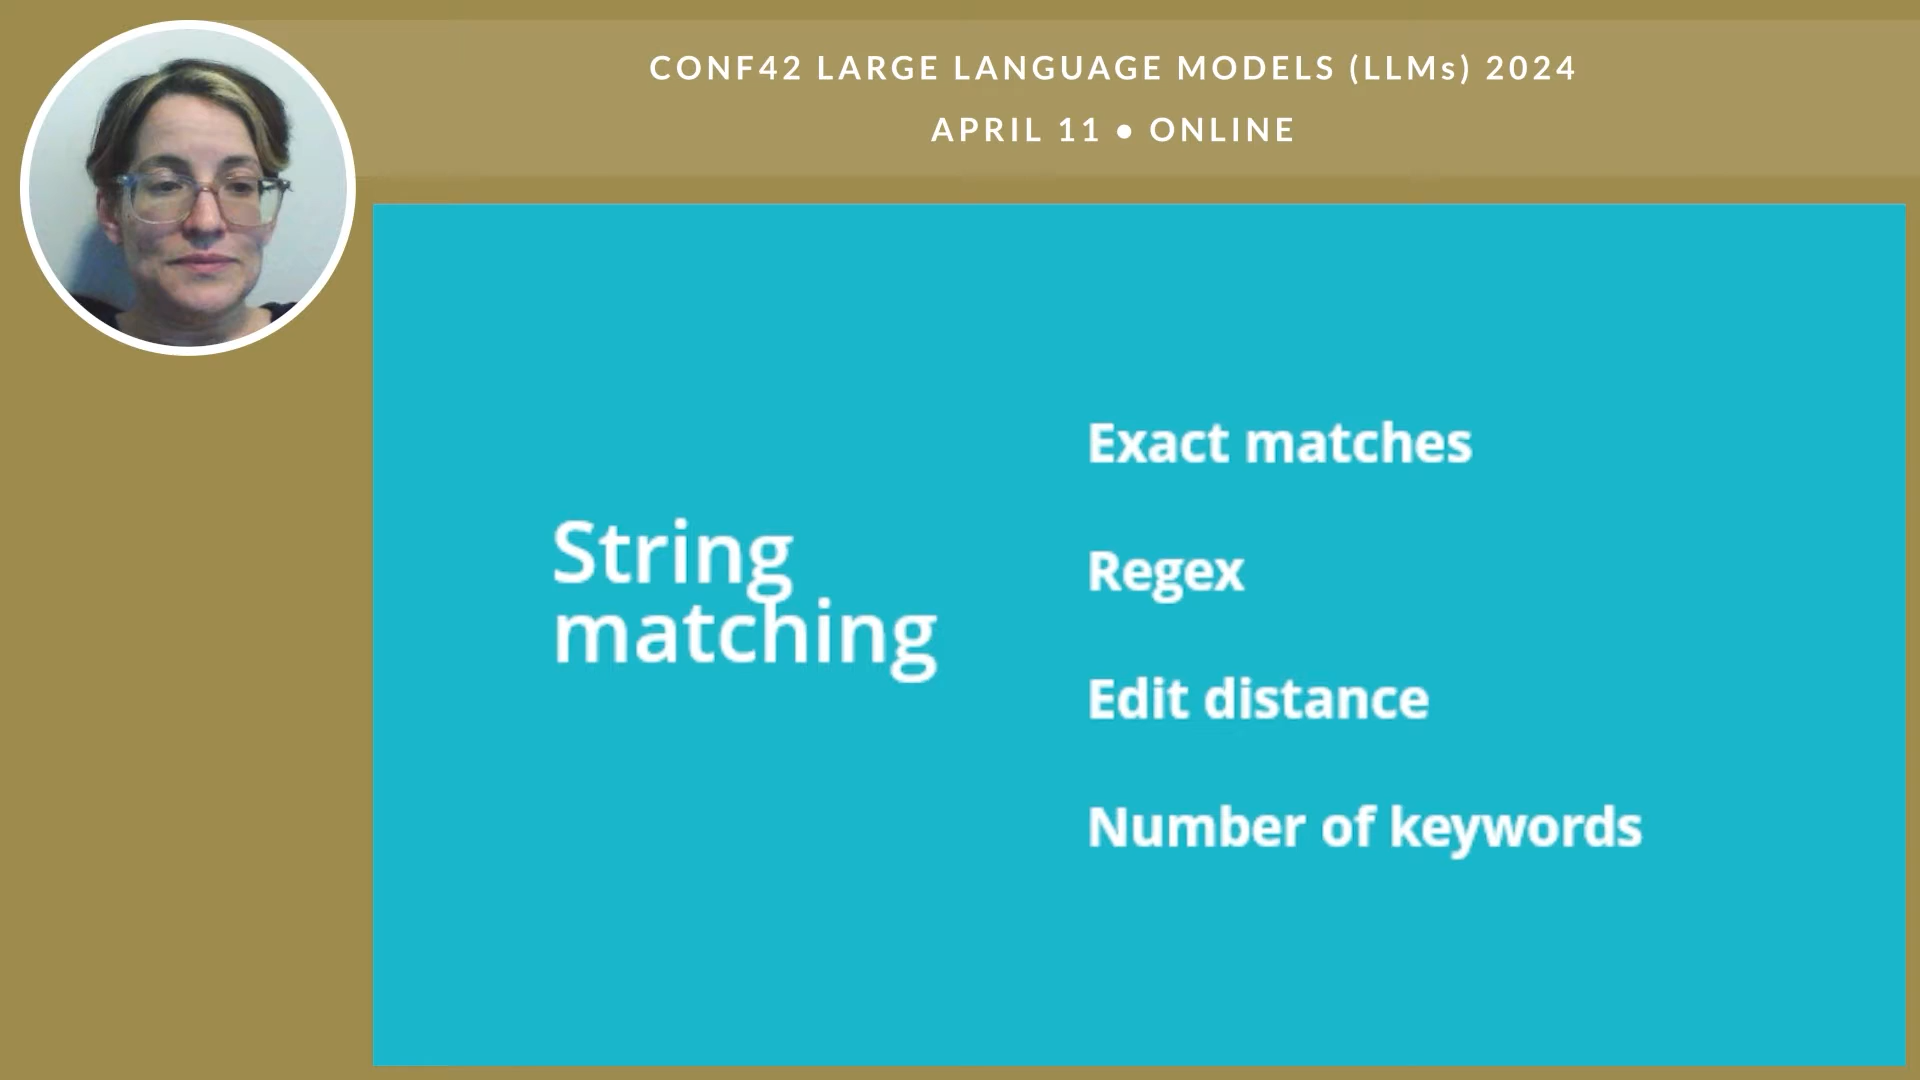 CONF42 LARGE LANGUAGE MODELS (LLMs) 2024
APRIL 11 ● ONLINE
String
matching
Exact matches
Regex
Edit distance
Number of keywords